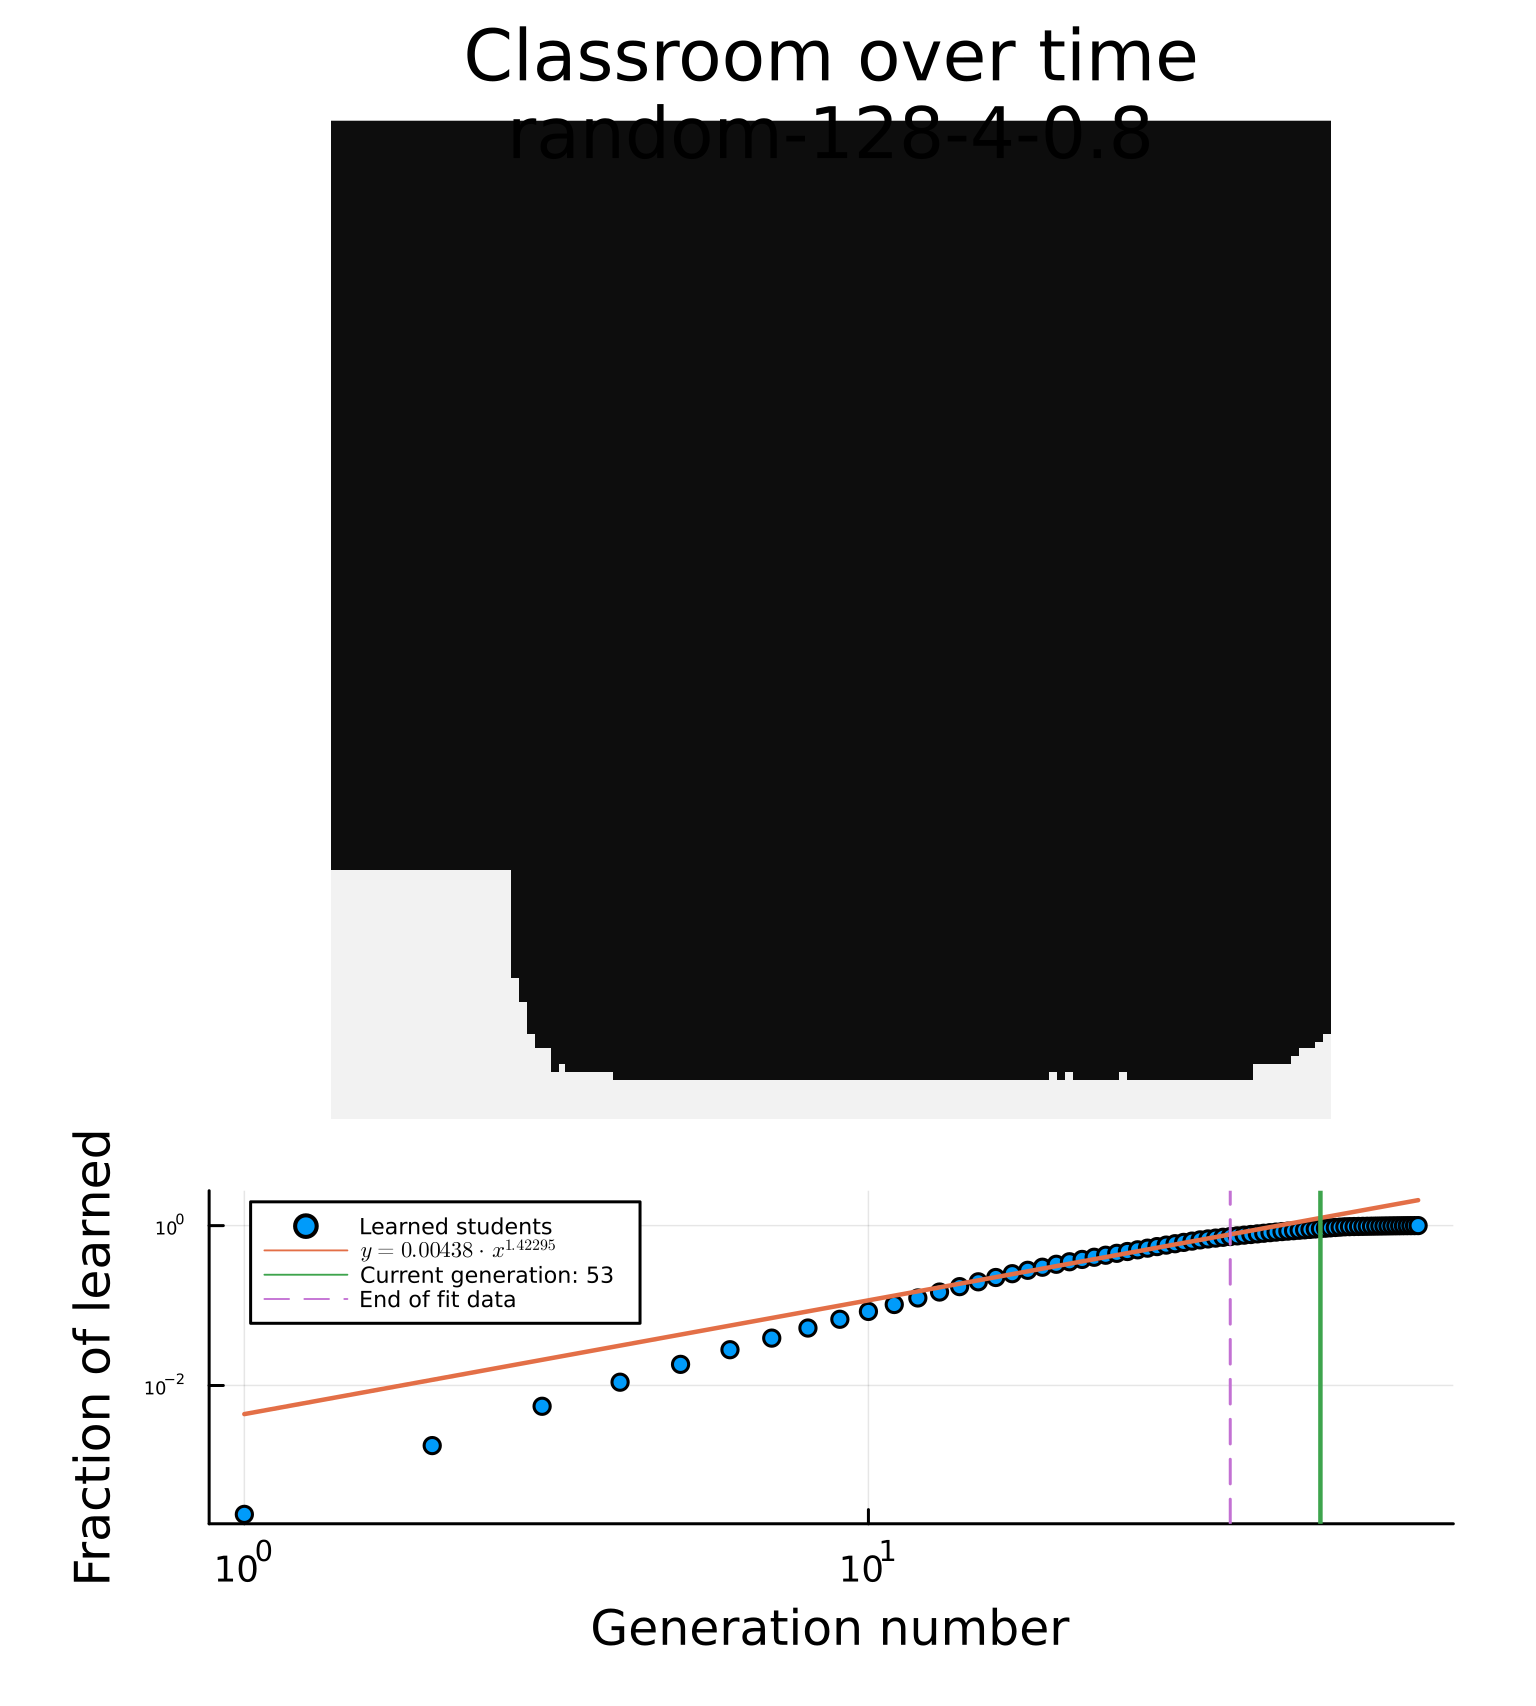 Classroom over time
random-128-4-0.8
Fraction of learned
10⁰
10⁻²
Learned students
y = 0.00438 · x^1.42295
Current generation: 53
End of fit data
10⁰
10¹
Generation number